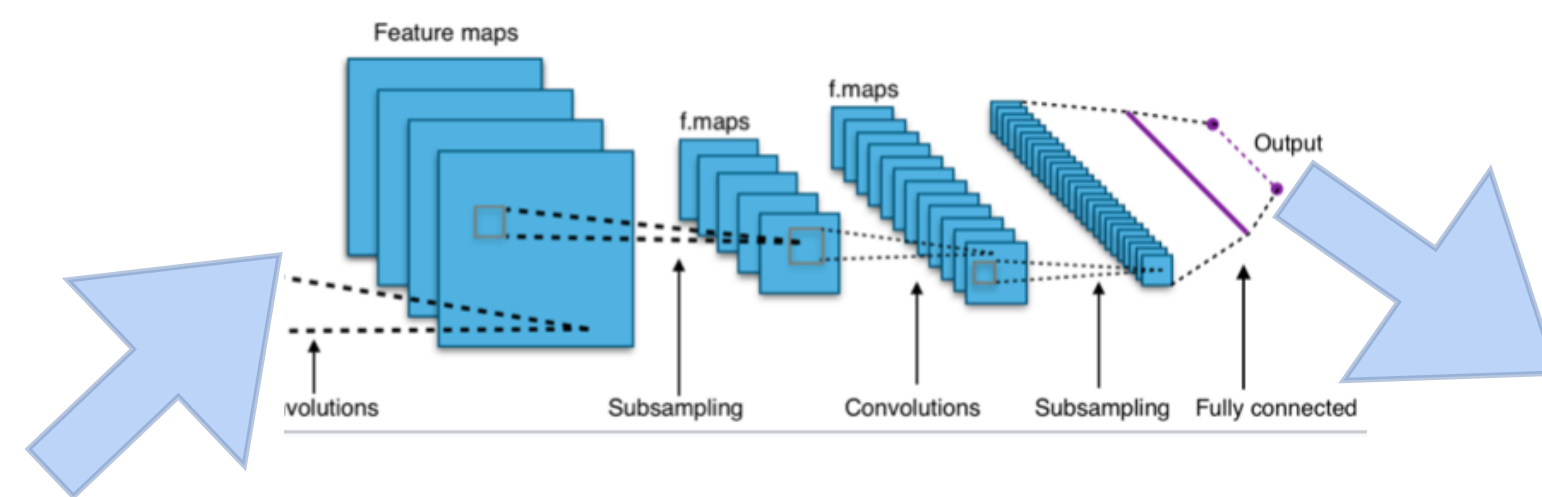 Feature maps
f.maps
f.maps
Output
volutions
Subsampling
Convolutions
Subsampling
Fully connected